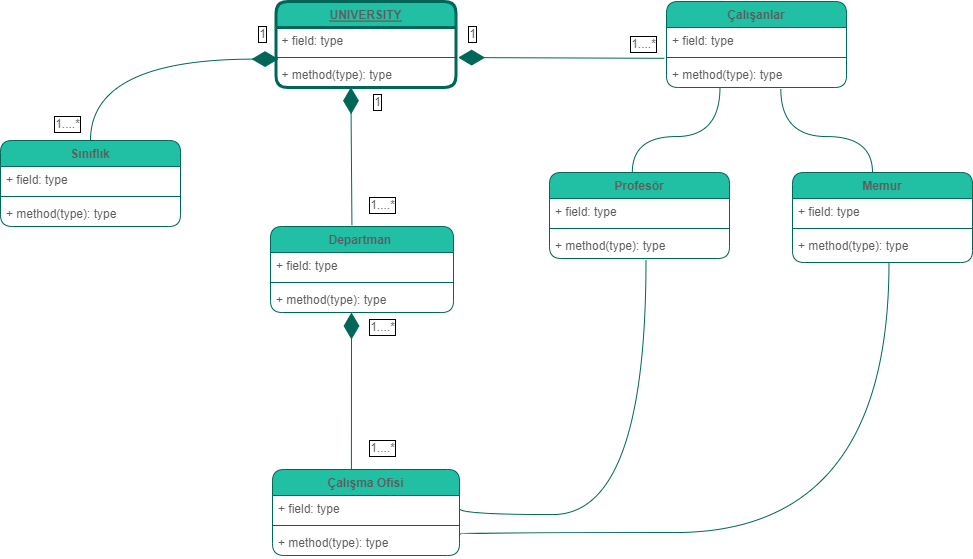 UNIVERSITY
+ field: type
+ method(type): type
1
1
1
Çalışanlar
+ field: type
+ method(type): type
1....*
1....*
Sınıflık
+ field: type
+ method(type): type
Profesör
+ field: type
+ method(type): type
Memur
+ field: type
+ method(type): type
1....*
Departman
+ field: type
+ method(type): type
1....*
1....*
Çalışma Ofisi
+ field: type
+ method(type): type